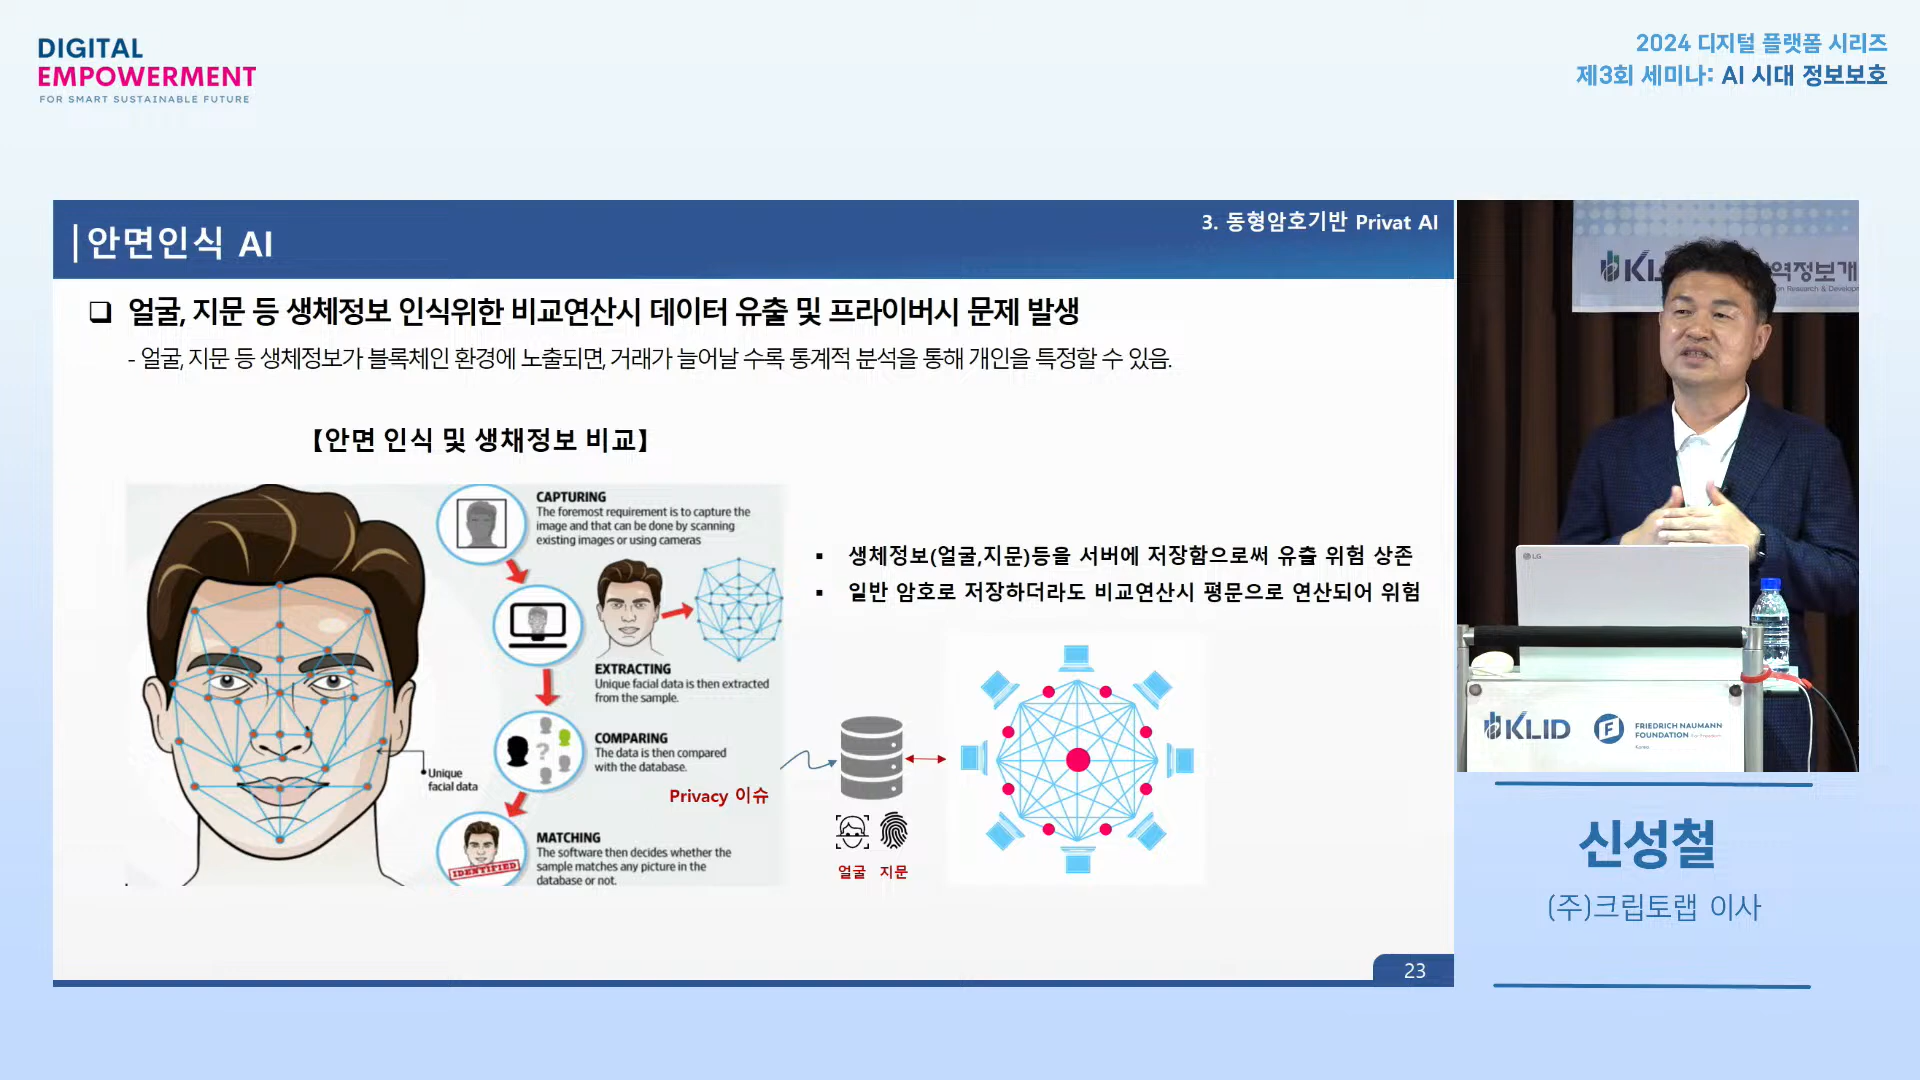 DIGITAL
EMPOWERMENT
FOR SMART SUSTAINABLE FUTURE
2024 디지털 플랫폼 시리즈
제3회 세미나: AI 시대 정보보호
안면인식 AI
3. 동형암호기반 Privat AI
얼굴, 지문 등 생체정보 인식위한 비교연산시 데이터 유출 및 프라이버시 문제 발생
- 얼굴, 지문 등 생체정보가 블록체인 환경에 노출되면, 거래가 늘어날 수록 통계적 분석을 통해 개인을 특정할 수 있음.
【안면 인식 및 생채정보 비교】
CAPTURING
The foremost requirement is to capture the
image and that can be done by scanning
existing images or using cameras
EXTRACTING
Unique facial data is then extracted
from the sample.
COMPARING
The data is then compared
with the database.
Unique
facial data
Privacy 이슈
MATCHING
The software then decides whether the
sample matches any picture in the
database or not.
IDENTIFIED
▪ 생체정보(얼굴,지문)등을 서버에 저장함으로써 유출 위험 상존
▪ 일반 암호로 저장하더라도 비교연산시 평문으로 연산되어 위험
얼굴 지문
23
KL
역정보개
on Research & Develop
LG
KLID
FRIEDRICH NAUMANN
FOUNDATION For Freedom.
Korea
신성철
(주)크립토랩 이사